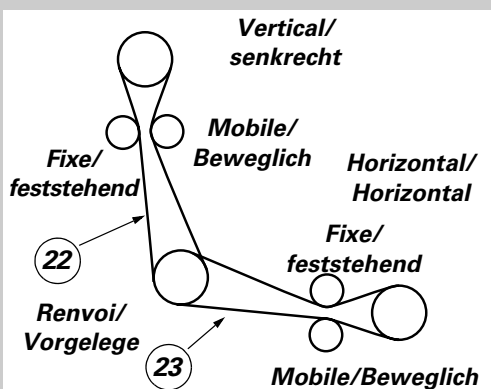 Vertical/
senkrecht
Fixe/
feststehend
Mobile/
Beweglich
Horizontal/
Horizontal
Fixe/
feststehend
22
Renvoi/
Vorgelege
23
Mobile/Beweglich